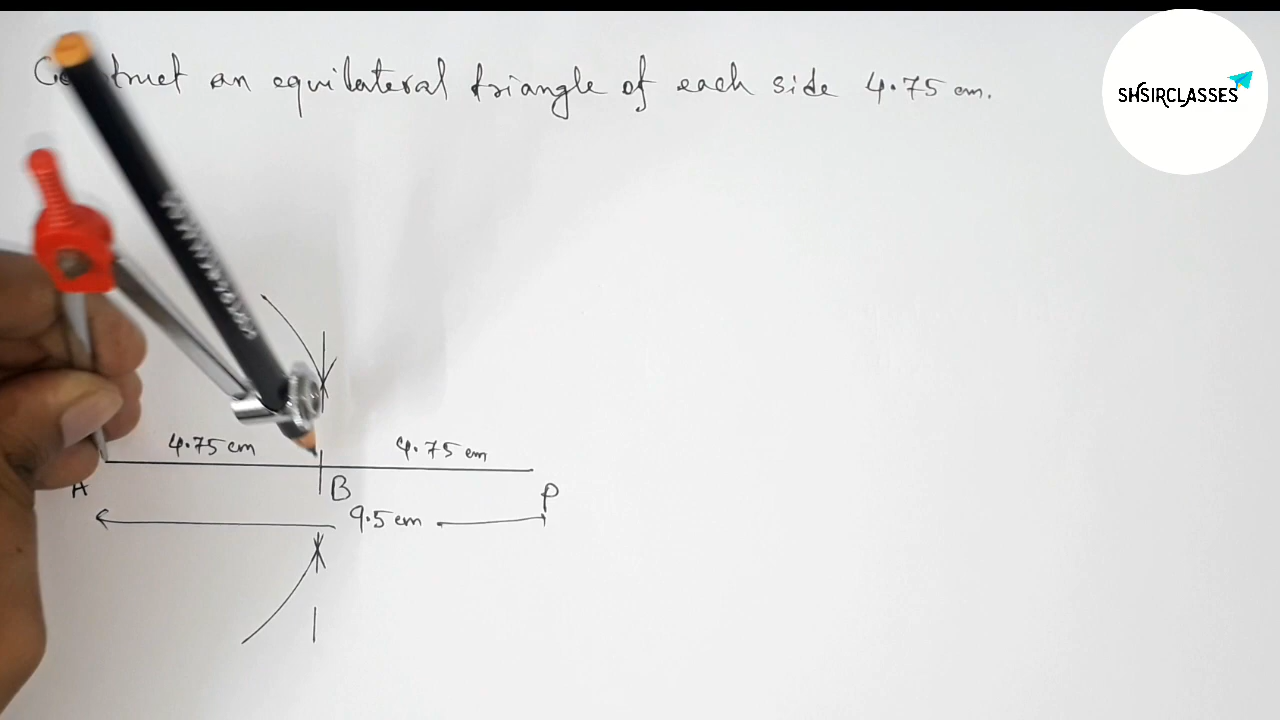 Construct an equilateral triangle of each side 4.75 cm.
SHSIRCLASSES
4.75 cm 4.75 cm
A B P
9.5 cm